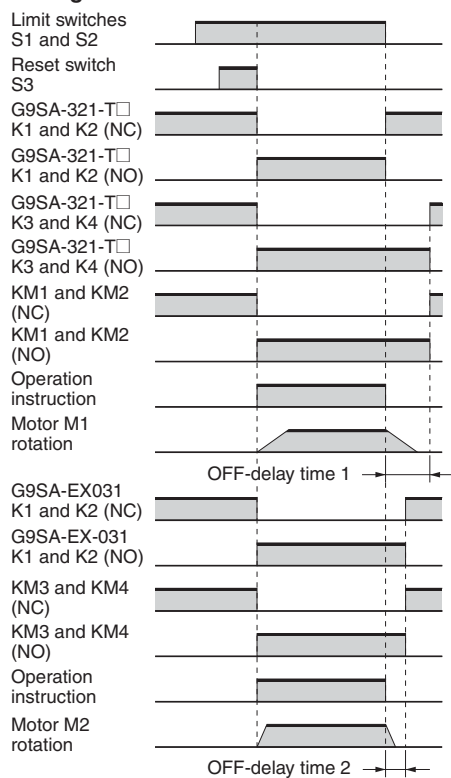 Limit switches
S1 and S2
Reset switch
S3
G9SA-321-T□
K1 and K2 (NC)
G9SA-321-T□
K1 and K2 (NO)
G9SA-321-T□
K3 and K4 (NC)
G9SA-321-T□
K3 and K4 (NO)
KM1 and KM2
(NC)
KM1 and KM2
(NO)
Operation
instruction
Motor M1
rotation
OFF-delay time 1
G9SA-EX031
K1 and K2 (NC)
G9SA-EX-031
K1 and K2 (NO)
KM3 and KM4
(NC)
KM3 and KM4
(NO)
Operation
instruction
Motor M2
rotation
OFF-delay time 2